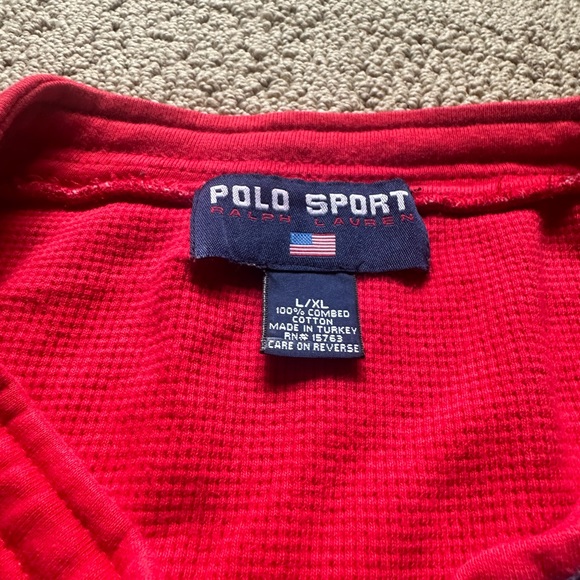 POLO SPORT
RALPH LAUREN
L/XL
100% COMBED
COTTON
MADE IN TURKEY
RN# 15763
CARE ON REVERSE